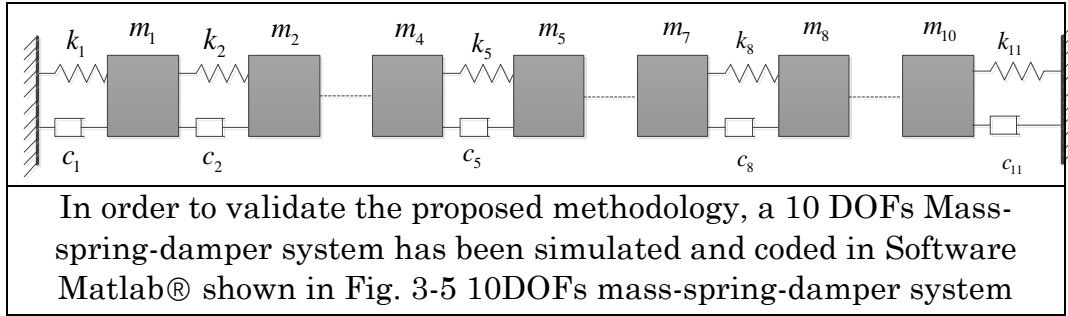 k₁ m₁ k₂ m₂ m₄ k₅ m₅ m₇ k₈ m₈ m₁₀ k₁₁
c₁ c₂ c₅ c₈ c₁₁
In order to validate the proposed methodology, a 10 DOFs Mass-
spring-damper system has been simulated and coded in Software
Matlab® shown in Fig. 3-5 10DOFs mass-spring-damper system